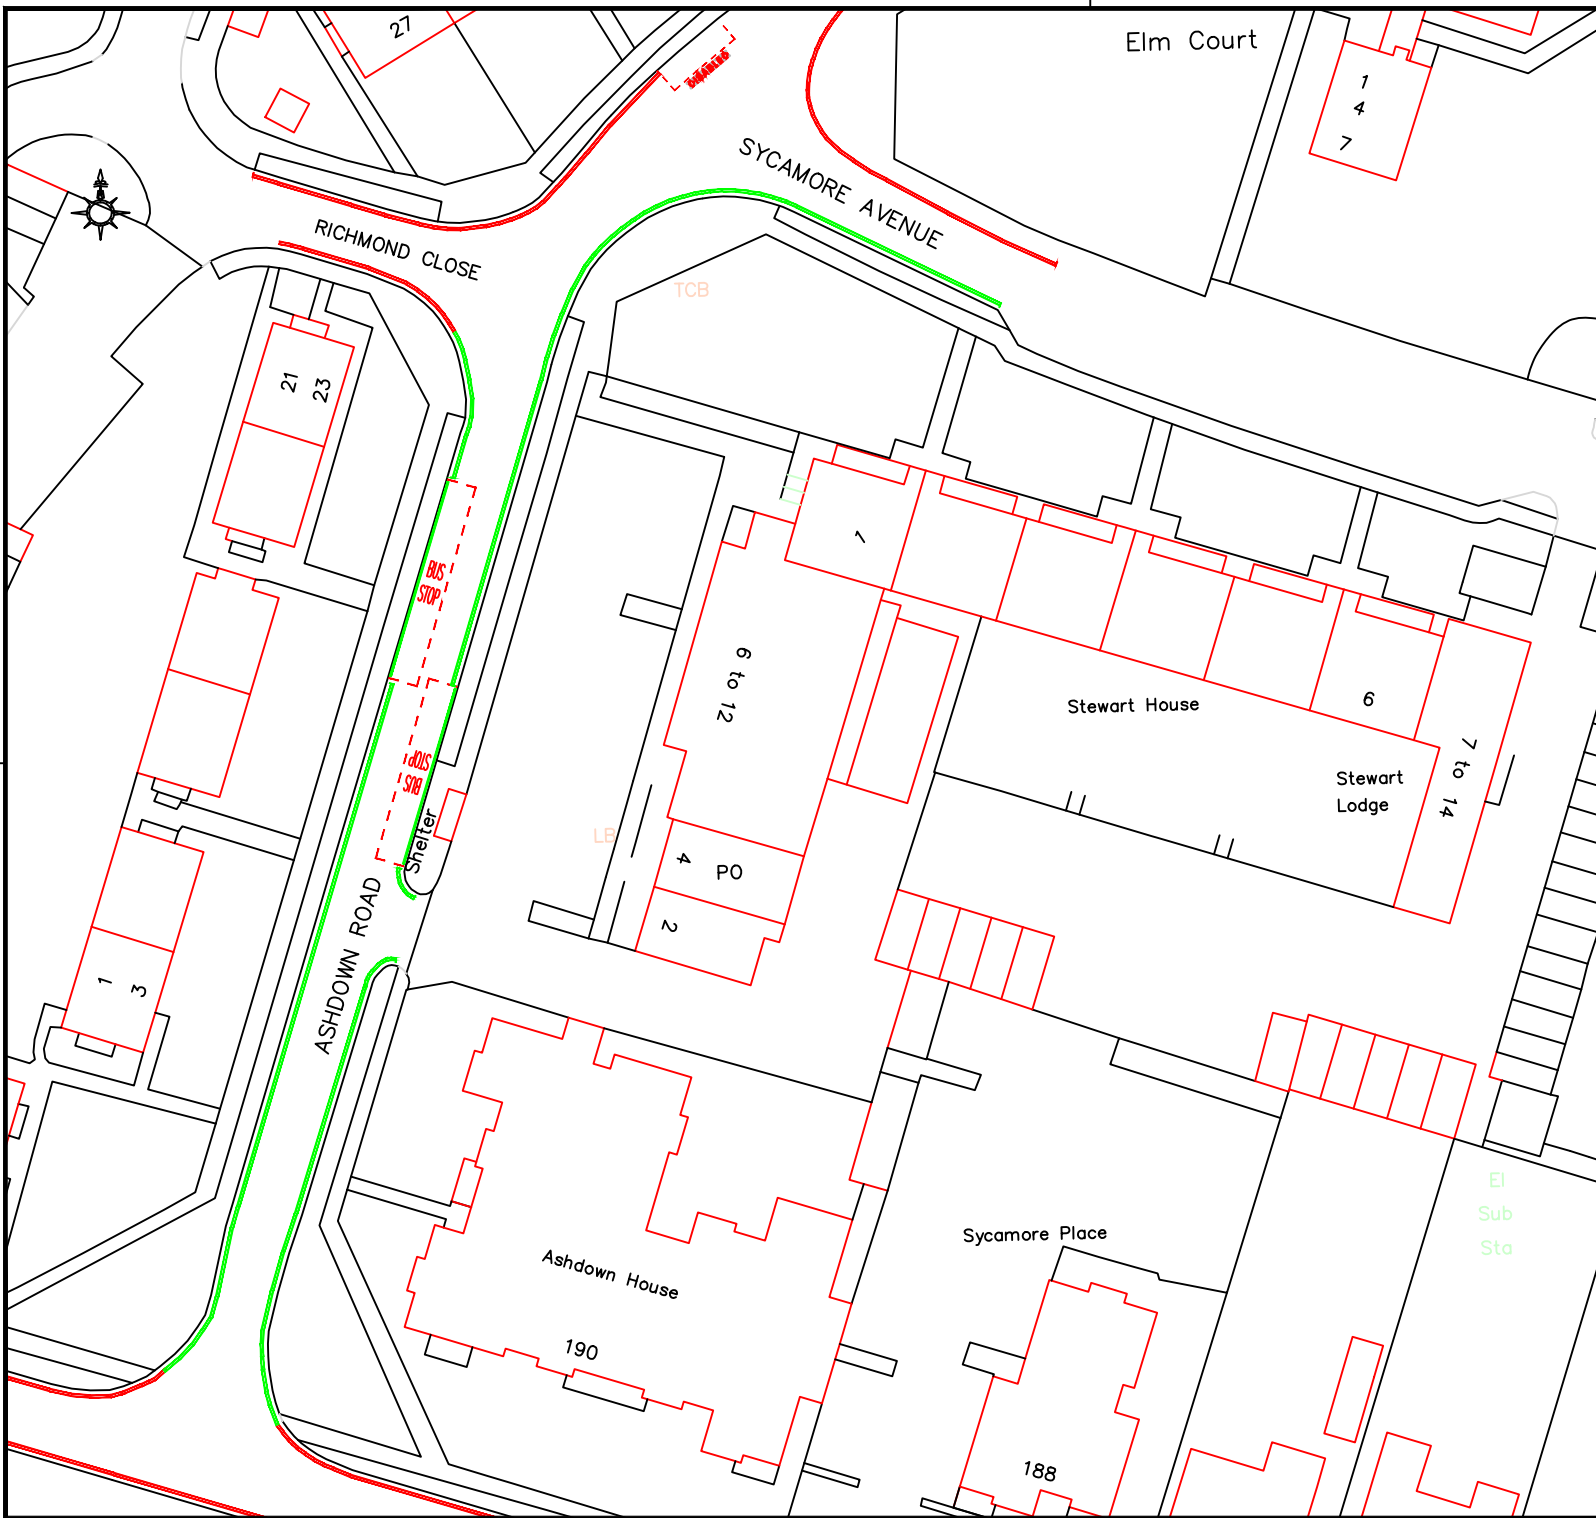 27
Elm Court
1
4
7
DISABLED
SYCAMORE AVENUE
RICHMOND CLOSE
TCB
21
23
1
BUS
STOP
6 to 12
Stewart House
6
7 to 14
Stewart
Lodge
BUS
STOP
Shelter
LB
4
PO
2
ASHDOWN ROAD
1
3
El
Sub
Sta
Sycamore Place
Ashdown House
190
188